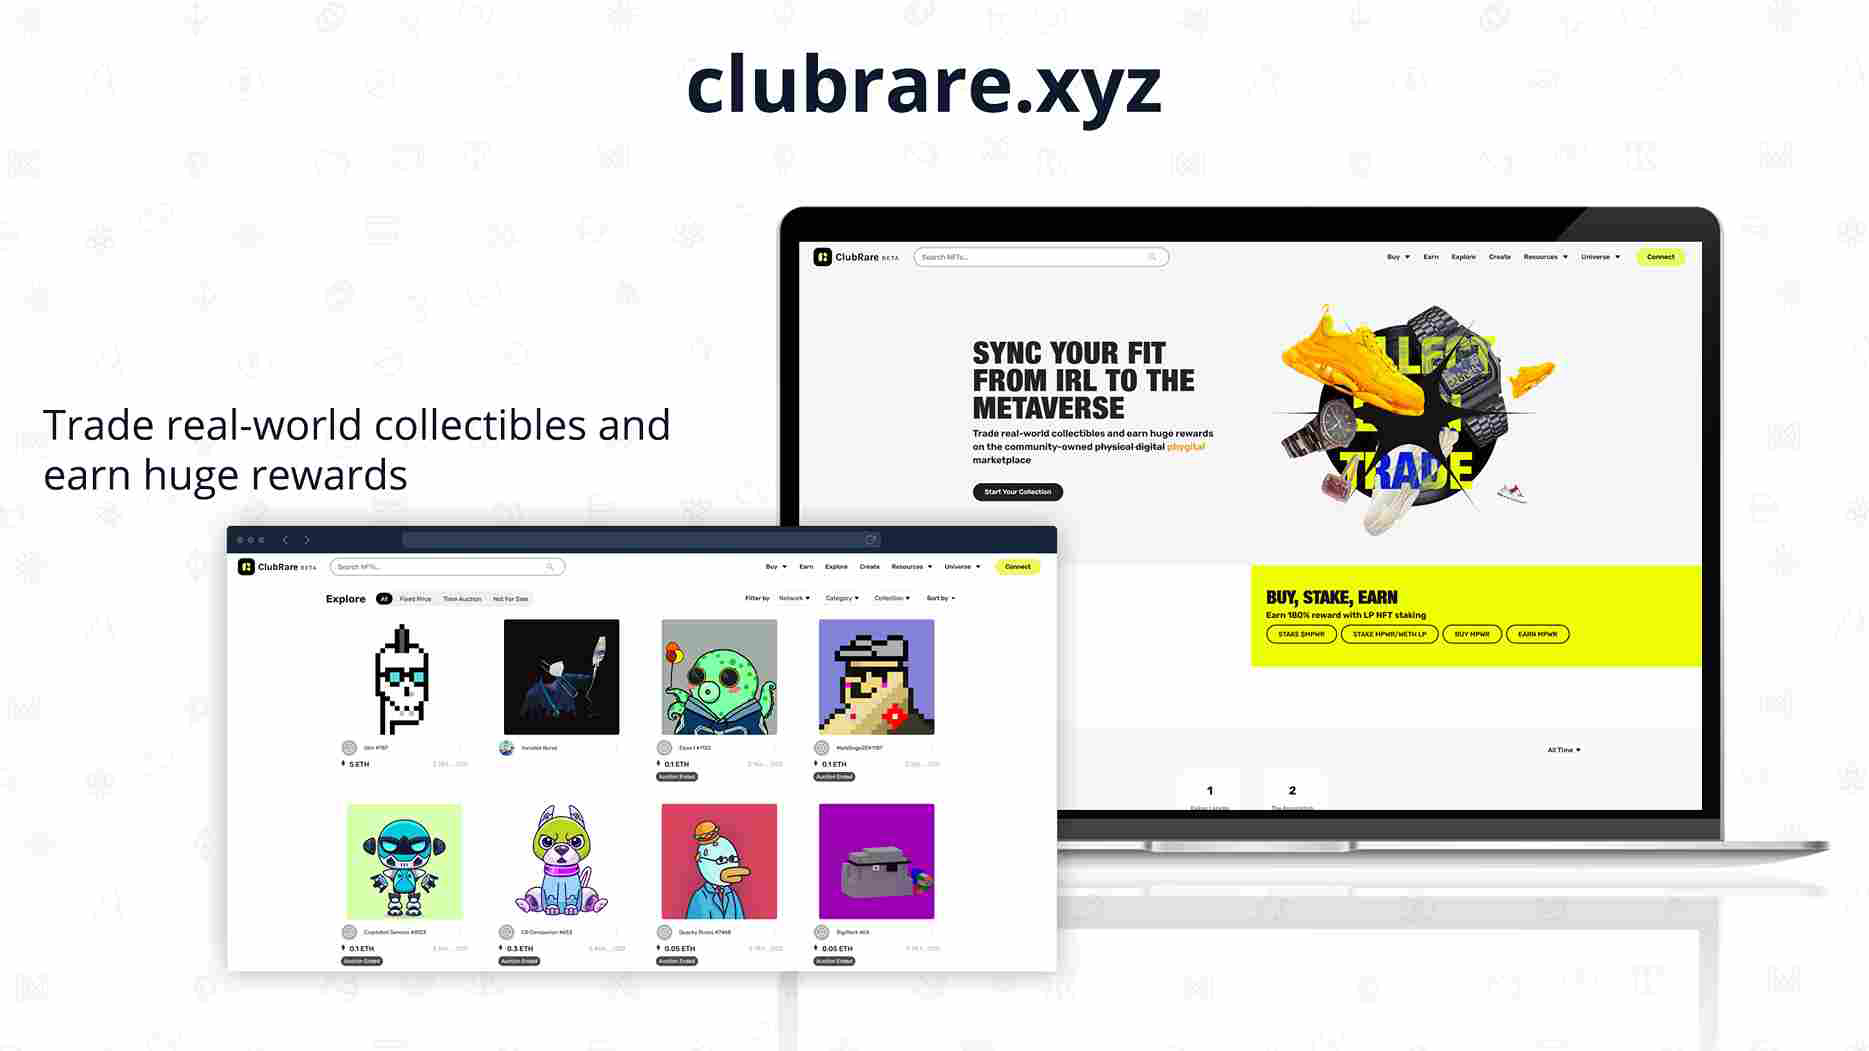 clubrare.xyz
Trade real-world collectibles and
earn huge rewards
ClubRare BETA
Search NFTs...
Buy
Earn
Explore
Create
Resources
Universe
Connect
SYNC YOUR FIT
FROM IRL TO THE
METAVERSE
Trade real-world collectibles and earn huge rewards
on the community-owned physical digital phygital
marketplace
Start Your Collection
TRADE
BUY, STAKE, EARN
Earn 180% reward with LP NFT staking
STAKE $MPWR
STAKE MPWR/WETH LP
BUY MPWR
EARN MPWR
All Time
1
2
ClubRare BETA
Search NFTs...
Buy
Earn
Explore
Create
Resources
Universe
Connect
Explore
All
Fixed Price
Time Auction
Not For Sale
Filter by
Network
Category
Collection
Sort by
5 ETH
0.1 ETH
Auction Ended
0.1 ETH
Auction Ended
0.1 ETH
Auction Ended
0.3 ETH
Auction Ended
0.05 ETH
Auction Ended
0.05 ETH
Auction Ended